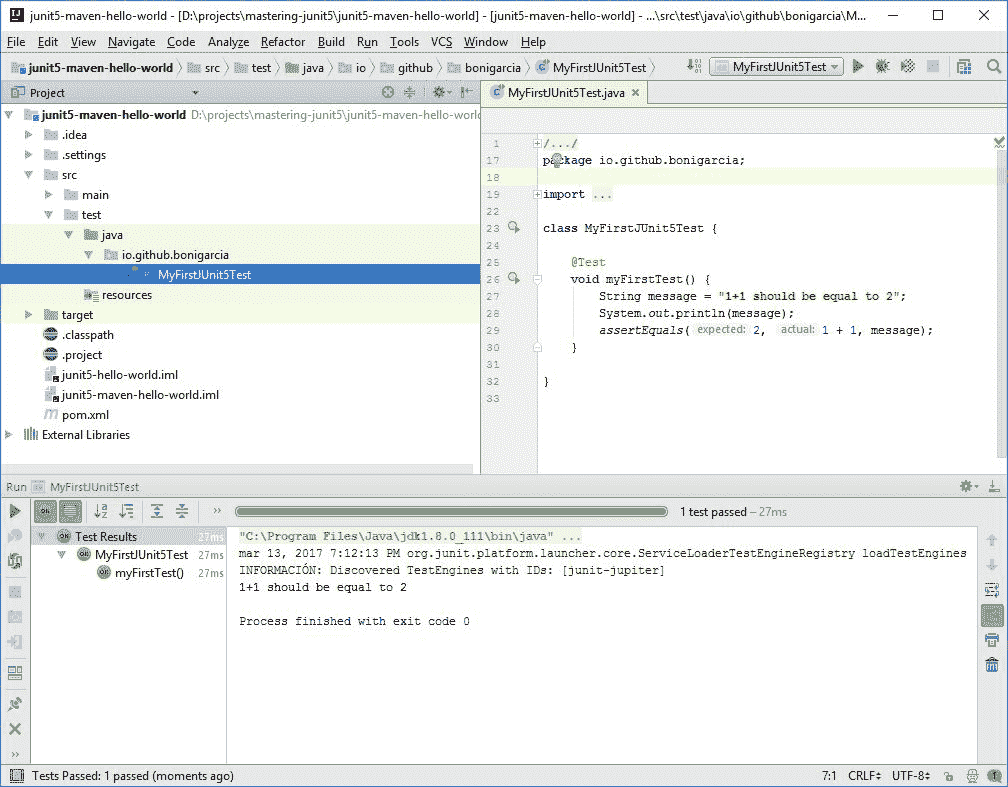 junit5-maven-hello-world - [D:\projects\mastering-junit5\junit5-maven-hello-world] - [junit5-maven-hello-world] - ...\src\test\java\io\github\bonigarcia\M...
File Edit View Navigate Code Analyze Refactor Build Run Tools VCS Window Help
junit5-maven-hello-world src test java io github bonigarcia MyFirstJUnit5Test MyFirstJUnit5Test
Project
junit5-maven-hello-world D:\projects\mastering-junit5\junit5-maven-hello-world
.idea
.settings
src
main
test
java
io.github.bonigarcia
MyFirstJUnit5Test
resources
target
.classpath
.project
junit5-hello-world.iml
junit5-maven-hello-world.iml
pom.xml
External Libraries
MyFirstJUnit5Test.java
1 /.../
17 package io.github.bonigarcia;
18
19 import ...
22
23 class MyFirstJUnit5Test {
24
25 @Test
26 void myFirstTest() {
27 String message = "1+1 should be equal to 2";
28 System.out.println(message);
29 assertEquals( expected: 2, actual: 1 + 1, message);
30 }
31
32 }
33
Run MyFirstJUnit5Test
1 test passed – 27ms
Test Results 27ms
MyFirstJUnit5Test 27ms
myFirstTest() 27ms
"C:\Program Files\Java\jdk1.8.0_111\bin\java" ...
mar 13, 2017 7:12:13 PM org.junit.platform.launcher.core.ServiceLoaderTestEngineRegistry loadTestEngines
INFORMACIÓN: Discovered TestEngines with IDs: [junit-jupiter]
1+1 should be equal to 2
Process finished with exit code 0
Tests Passed: 1 passed (moments ago)
7:1 CRLF UTF-8